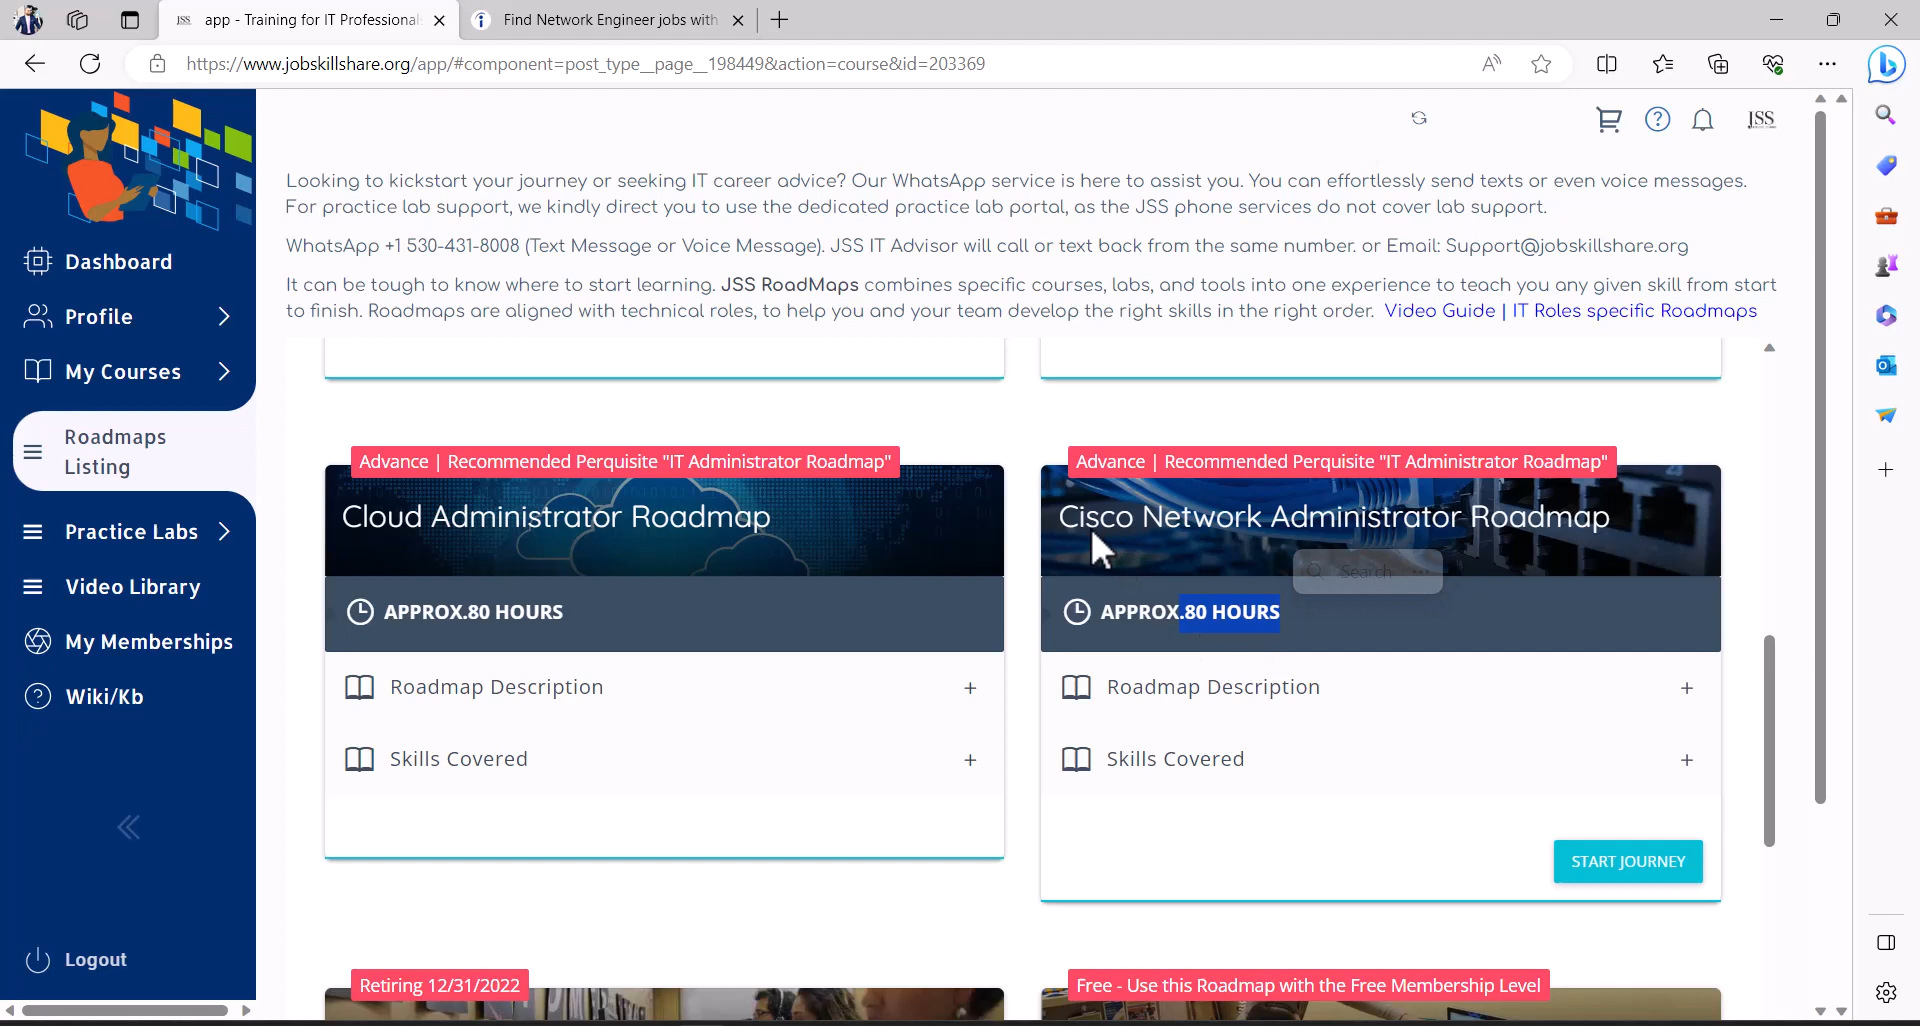 JSS app - Training for IT Professionals
Find Network Engineer jobs with
https://www.jobskillshare.org/app/#component=post_type__page__198449&action=course&id=203369
JSS
Looking to kickstart your journey or seeking IT career advice? Our WhatsApp service is here to assist you. You can effortlessly send texts or even voice messages.
For practice lab support, we kindly direct you to use the dedicated practice lab portal, as the JSS phone services do not cover lab support.
WhatsApp +1 530-431-8008 (Text Message or Voice Message). JSS IT Advisor will call or text back from the same number. or Email: Support@jobskillshare.org
It can be tough to know where to start learning. JSS RoadMaps combines specific courses, labs, and tools into one experience to teach you any given skill from start
to finish. Roadmaps are aligned with technical roles, to help you and your team develop the right skills in the right order. Video Guide | IT Roles specific Roadmaps
Dashboard
Profile
My Courses
Roadmaps
Listing
Practice Labs
Video Library
My Memberships
Wiki/Kb
Logout
Advance | Recommended Perquisite "IT Administrator Roadmap"
Cloud Administrator Roadmap
APPROX.80 HOURS
Roadmap Description +
Skills Covered +
Advance | Recommended Perquisite "IT Administrator Roadmap"
Cisco Network Administrator Roadmap
Search
APPROX.80 HOURS
Roadmap Description +
Skills Covered +
START JOURNEY
Retiring 12/31/2022
Free - Use this Roadmap with the Free Membership Level